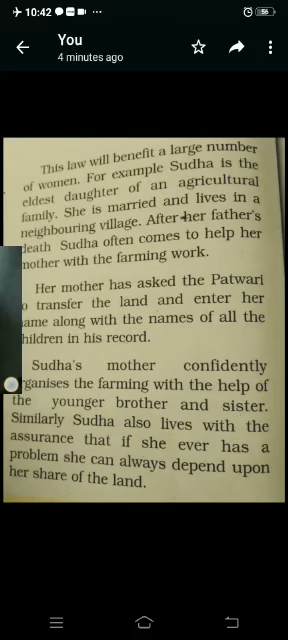 10:42
56
You
4 minutes ago
This law will benefit a large number
of women. For example Sudha is the
eldest daughter of an agricultural
family. She is married and lives in a
neighbouring village. After her father's
death Sudha often comes to help her
mother with the farming work.
Her mother has asked the Patwari
o transfer the land and enter her
ame along with the names of all the
hildren in his record.
Sudha's mother confidently
rganises the farming with the help of
the younger brother and sister.
Similarly Sudha also lives with the
assurance that if she ever has a
problem she can always depend upon
her share of the land.